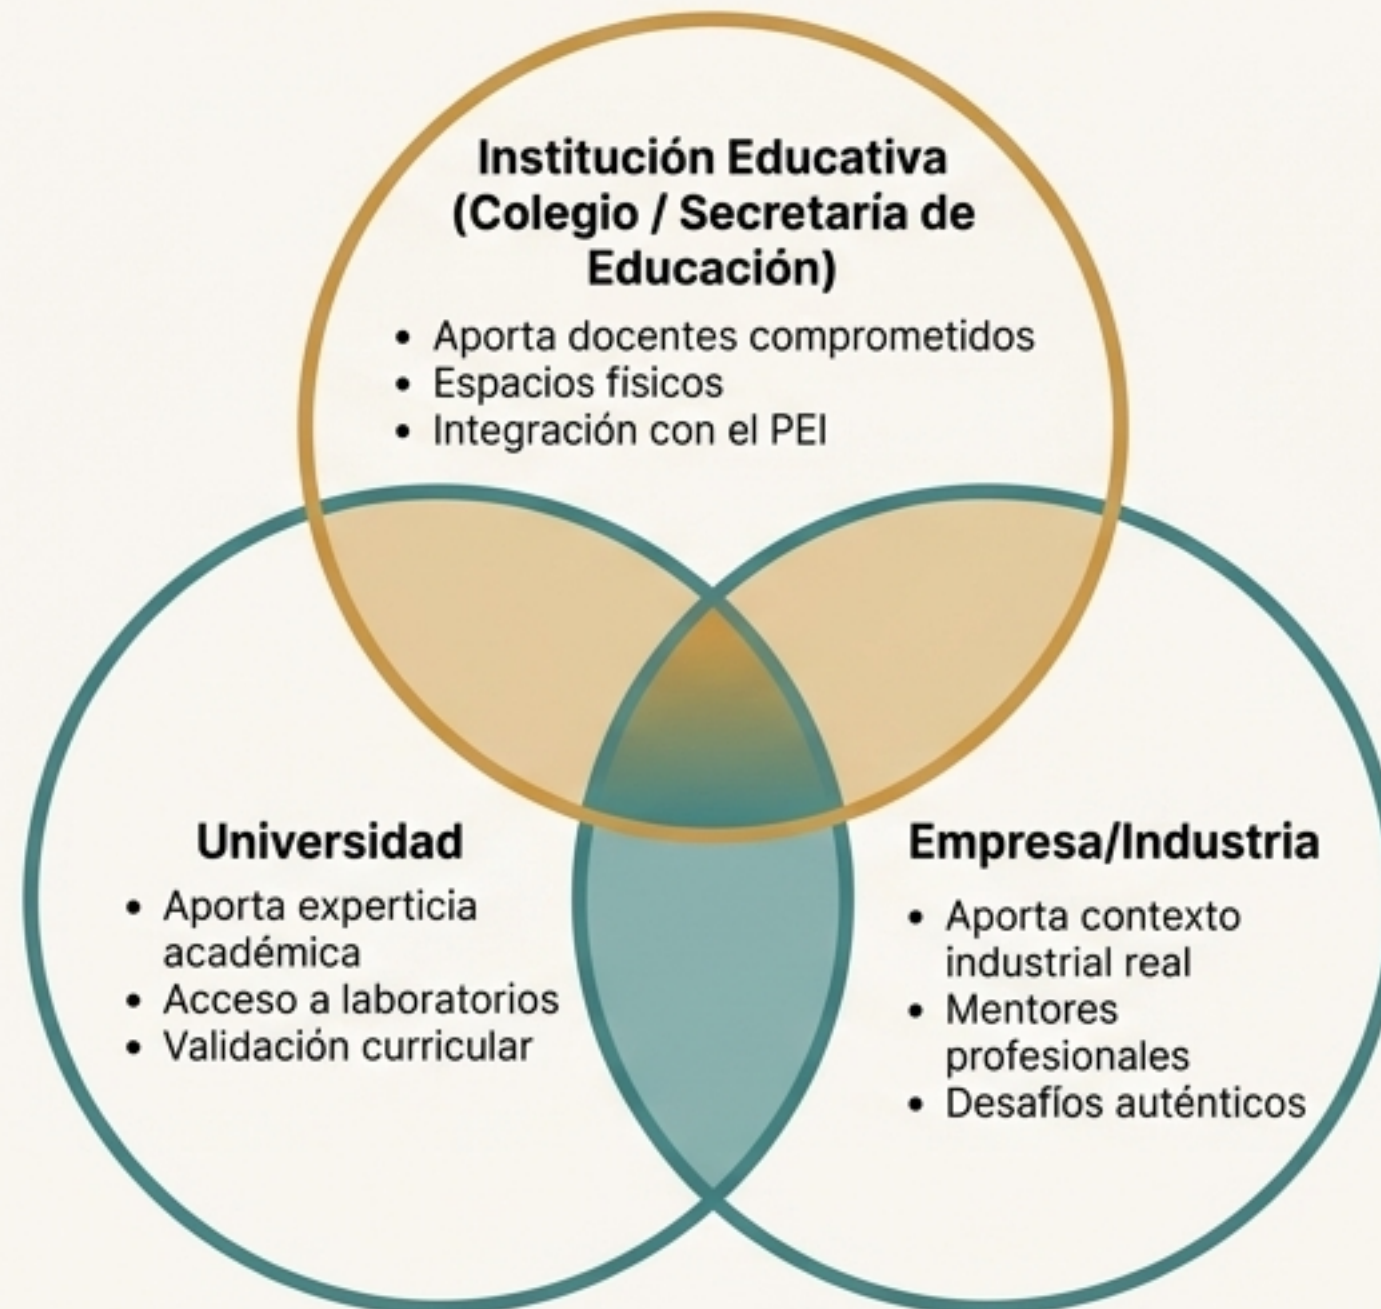 Institución Educativa
(Colegio / Secretaría de
Educación)
• Aporta docentes comprometidos
• Espacios físicos
• Integración con el PEI
Universidad
• Aporta experticia
académica
• Acceso a laboratorios
• Validación curricular
Empresa/Industria
• Aporta contexto
industrial real
• Mentores
profesionales
• Desafíos auténticos